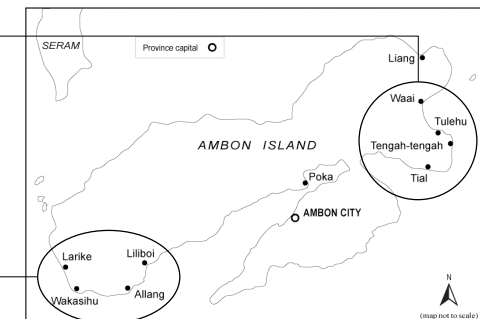 SERAM
Province capital
Liang
Waai
Tulehu
AMBON ISLAND
Tengah-tengah
Tial
Poka
AMBON CITY
Larike
Liliboi
Wakasihu
Allang
N
(map not to scale)